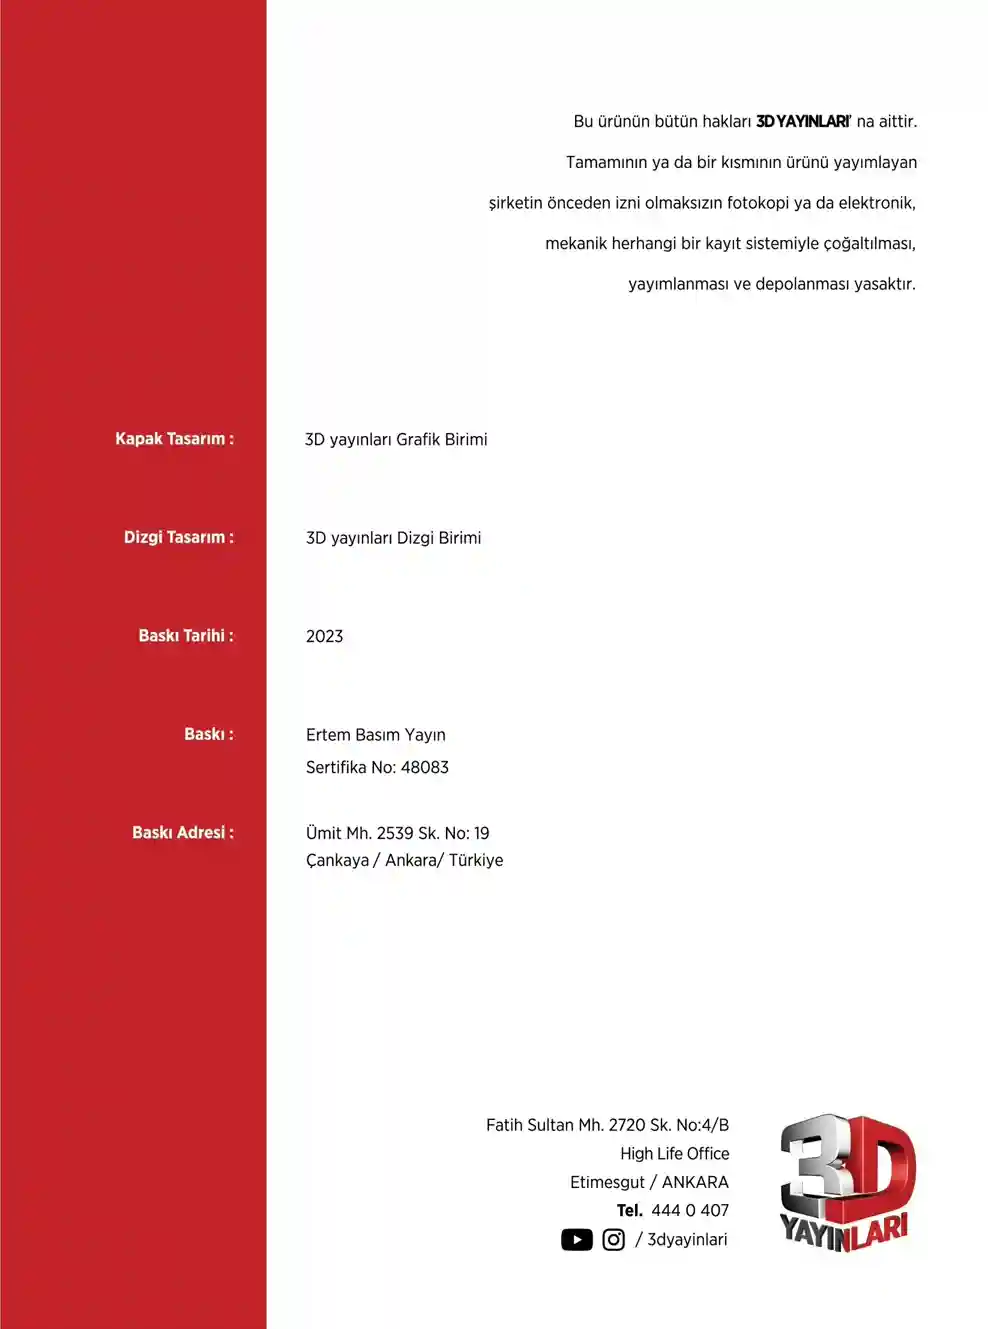 Bu ürünün bütün hakları 3D YAYINLARI' na aittir.
Tamamının ya da bir kısmının ürünü yayımlayan
şirketin önceden izni olmaksızın fotokopi ya da elektronik,
mekanik herhangi bir kayıt sistemiyle çoğaltılması,
yayımlanması ve depolanması yasaktır.
Kapak Tasarım : 3D yayınları Grafik Birimi
Dizgi Tasarım : 3D yayınları Dizgi Birimi
Baskı Tarihi : 2023
Baskı : Ertem Basım Yayın
Sertifika No: 48083
Baskı Adresi : Ümit Mh. 2539 Sk. No: 19
Çankaya / Ankara/ Türkiye
Fatih Sultan Mh. 2720 Sk. No:4/B
High Life Office
Etimesgut / ANKARA
Tel. 444 0 407
/ 3dyayinlari
3D
YAYINLARI